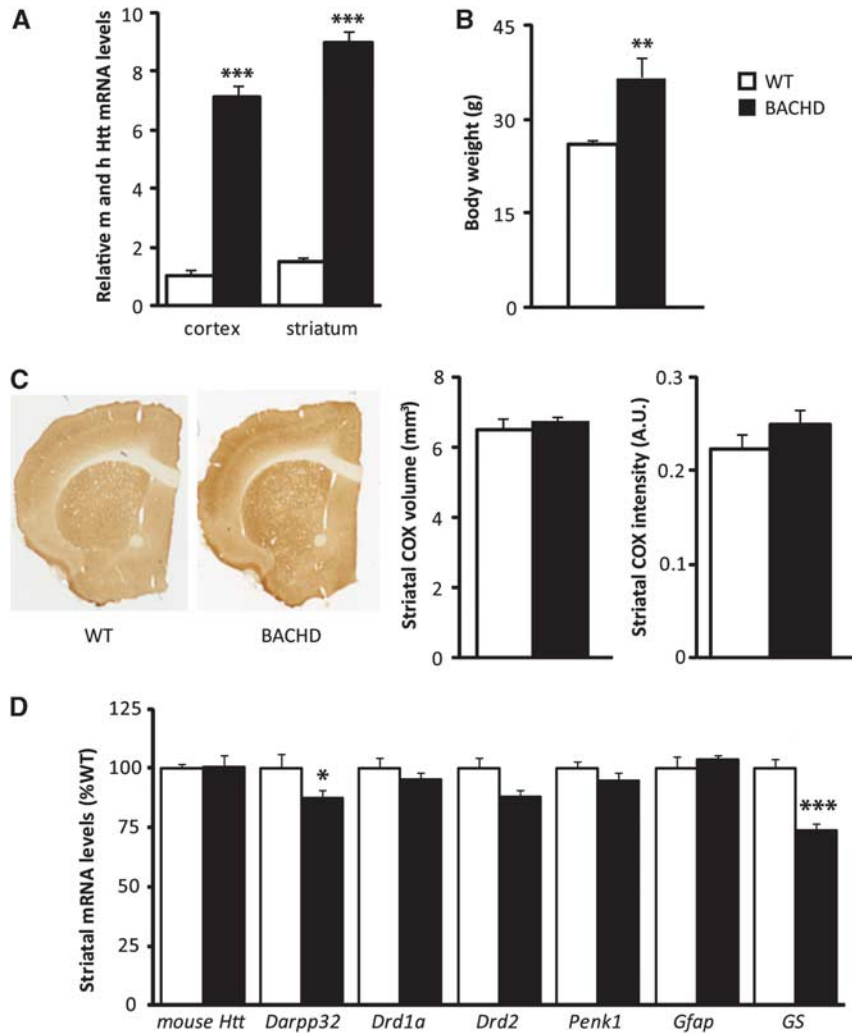 A
Relative m and h Htt mRNA levels
10
8
6
4
2
0
***
***
cortex
striatum
B
Body weight (g)
45
30
15
0
**
WT
BACHD
C
WT
BACHD
Striatal COX volume (mm³)
8
6
4
2
0
Striatal COX intensity (A.U.)
0.3
0.2
0.1
0
D
Striatal mRNA levels (%WT)
125
100
75
50
25
0
*
***
mouse Htt
Darpp32
Drd1a
Drd2
Penk1
Gfap
GS